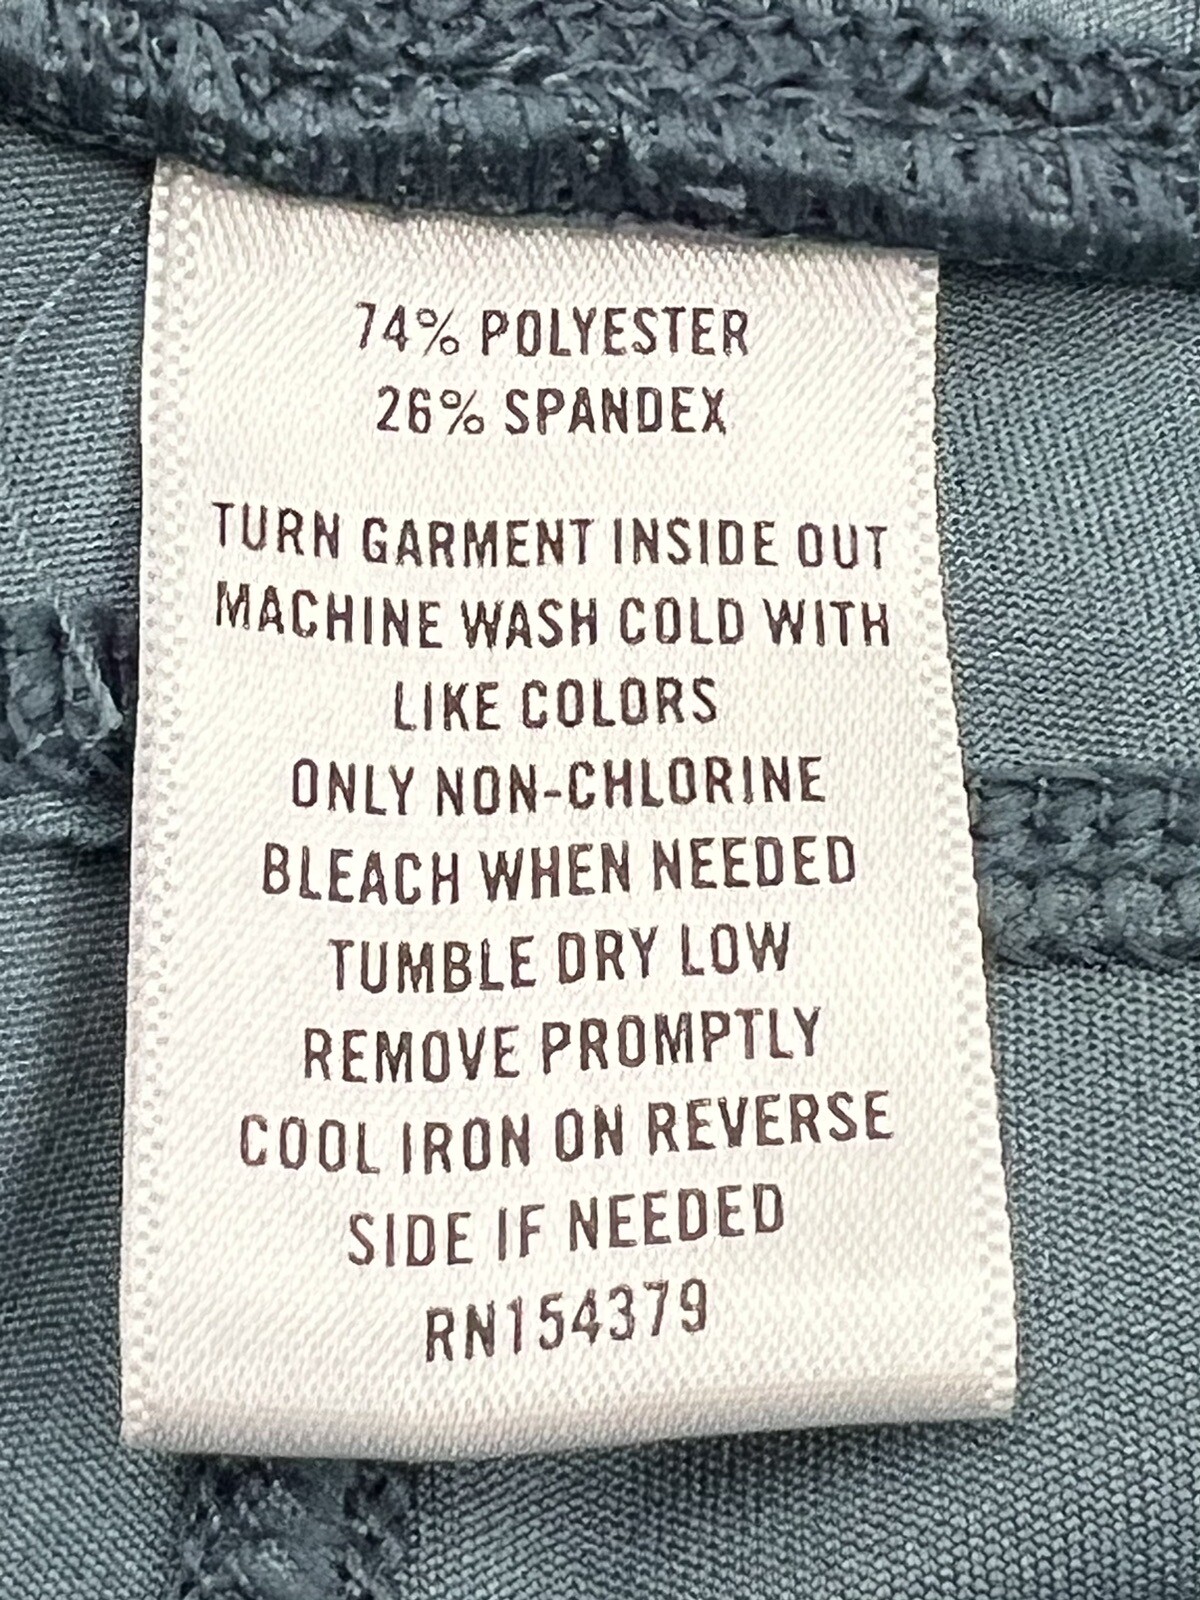 74% POLYESTER
26% SPANDEX
TURN GARMENT INSIDE OUT
MACHINE WASH COLD WITH
LIKE COLORS
ONLY NON-CHLORINE
BLEACH WHEN NEEDED
TUMBLE DRY LOW
REMOVE PROMPTLY
COOL IRON ON REVERSE
SIDE IF NEEDED
RN154379